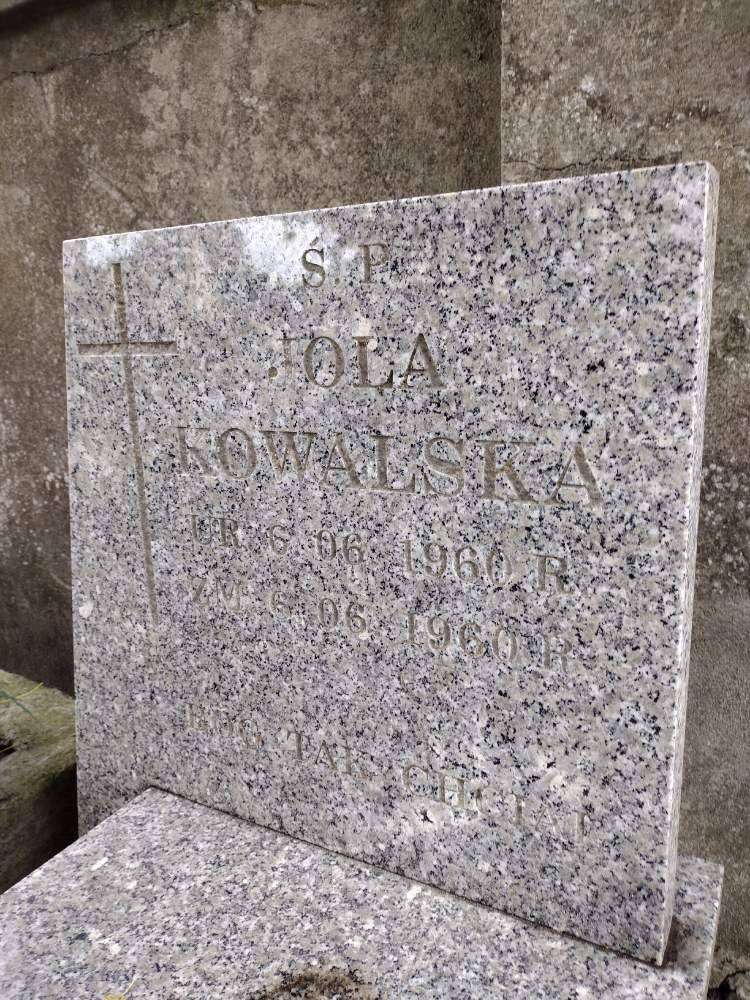 Ś. P.
JOLA
KOWALSKA
UR. 6. 06. 1960 R.
ZM. 6. 06. 1960 R.
BÓG TAK CHCIAŁ